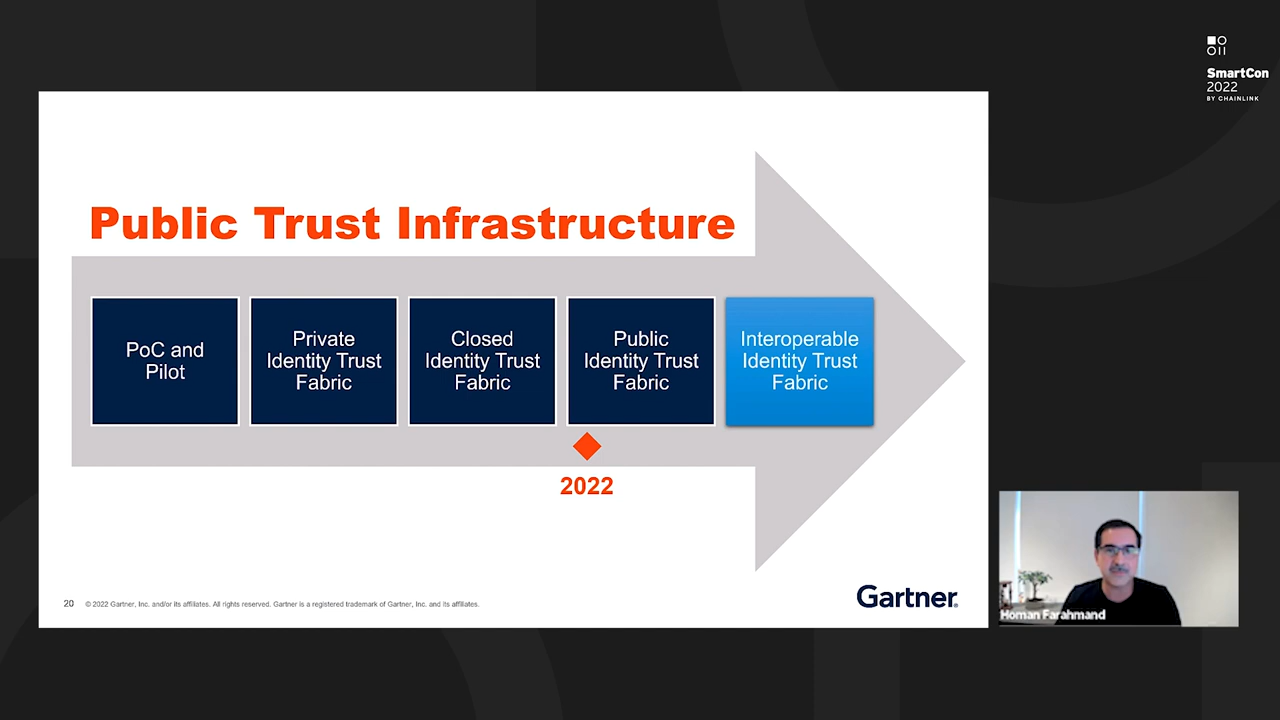 SmartCon
2022
BY CHAINLINK
Public Trust Infrastructure
PoC and
Pilot
Private
Identity Trust
Fabric
Closed
Identity Trust
Fabric
Public
Identity Trust
Fabric
Interoperable
Identity Trust
Fabric
2022
20 © 2022 Gartner, Inc. and/or its affiliates. All rights reserved. Gartner is a registered trademark of Gartner, Inc. and its affiliates.
Gartner®
Homan Farahmand